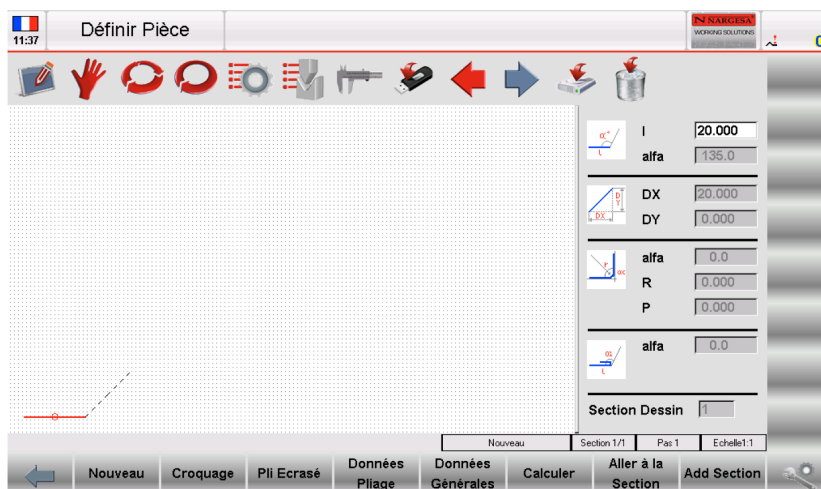 11:37
Définir Pièce
NARGESA
WORKING SOLUTIONS
l 20.000
alfa 135.0
DX 20.000
DY 0.000
alfa 0.0
R 0.000
P 0.000
alfa 0.0
Section Dessin 1
Nouveau Section 1/1 Pas 1 Echelle1:1
Nouveau Croquage Pli Ecrasé Données Pliage Données Générales Calculer Aller à la Section Add Section